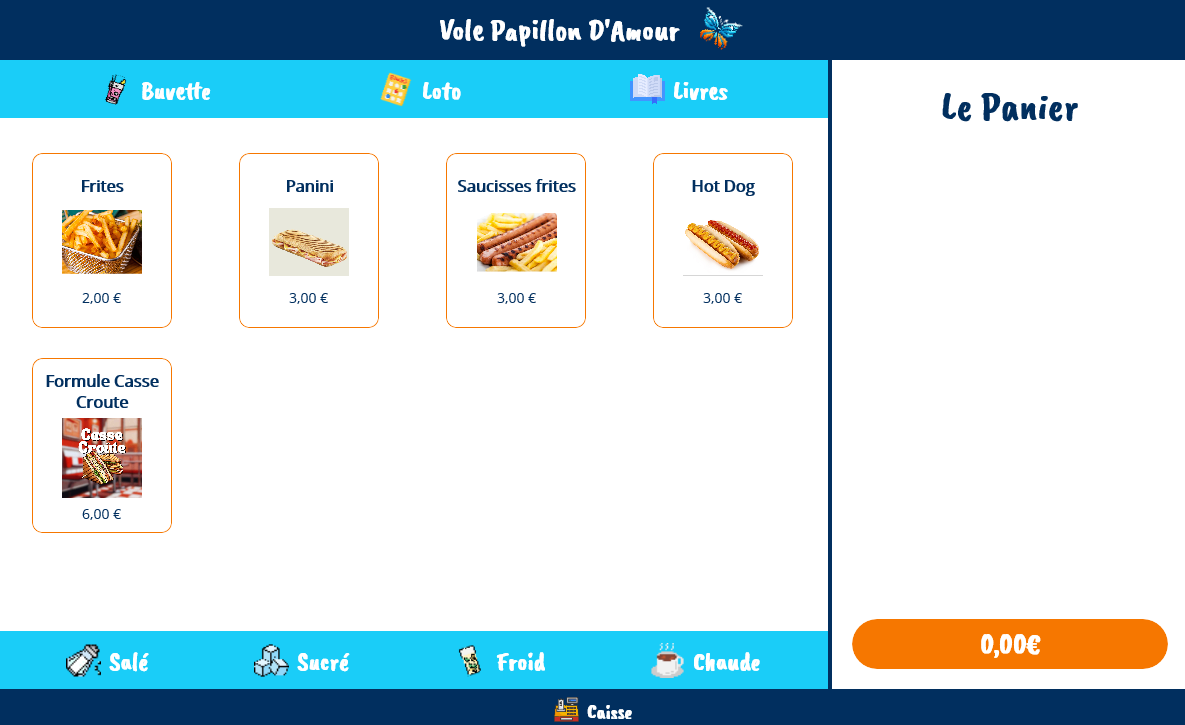 Vole Papillon D'Amour
Buvette
Loto
Livres
Le Panier
Frites
Panini
Saucisses frites
Hot Dog
2,00 €
3,00 €
3,00 €
3,00 €
Formule Casse
Croute
Casse
Croute
6,00 €
0,00€
Salé
Sucré
Froid
Chaude
Caisse